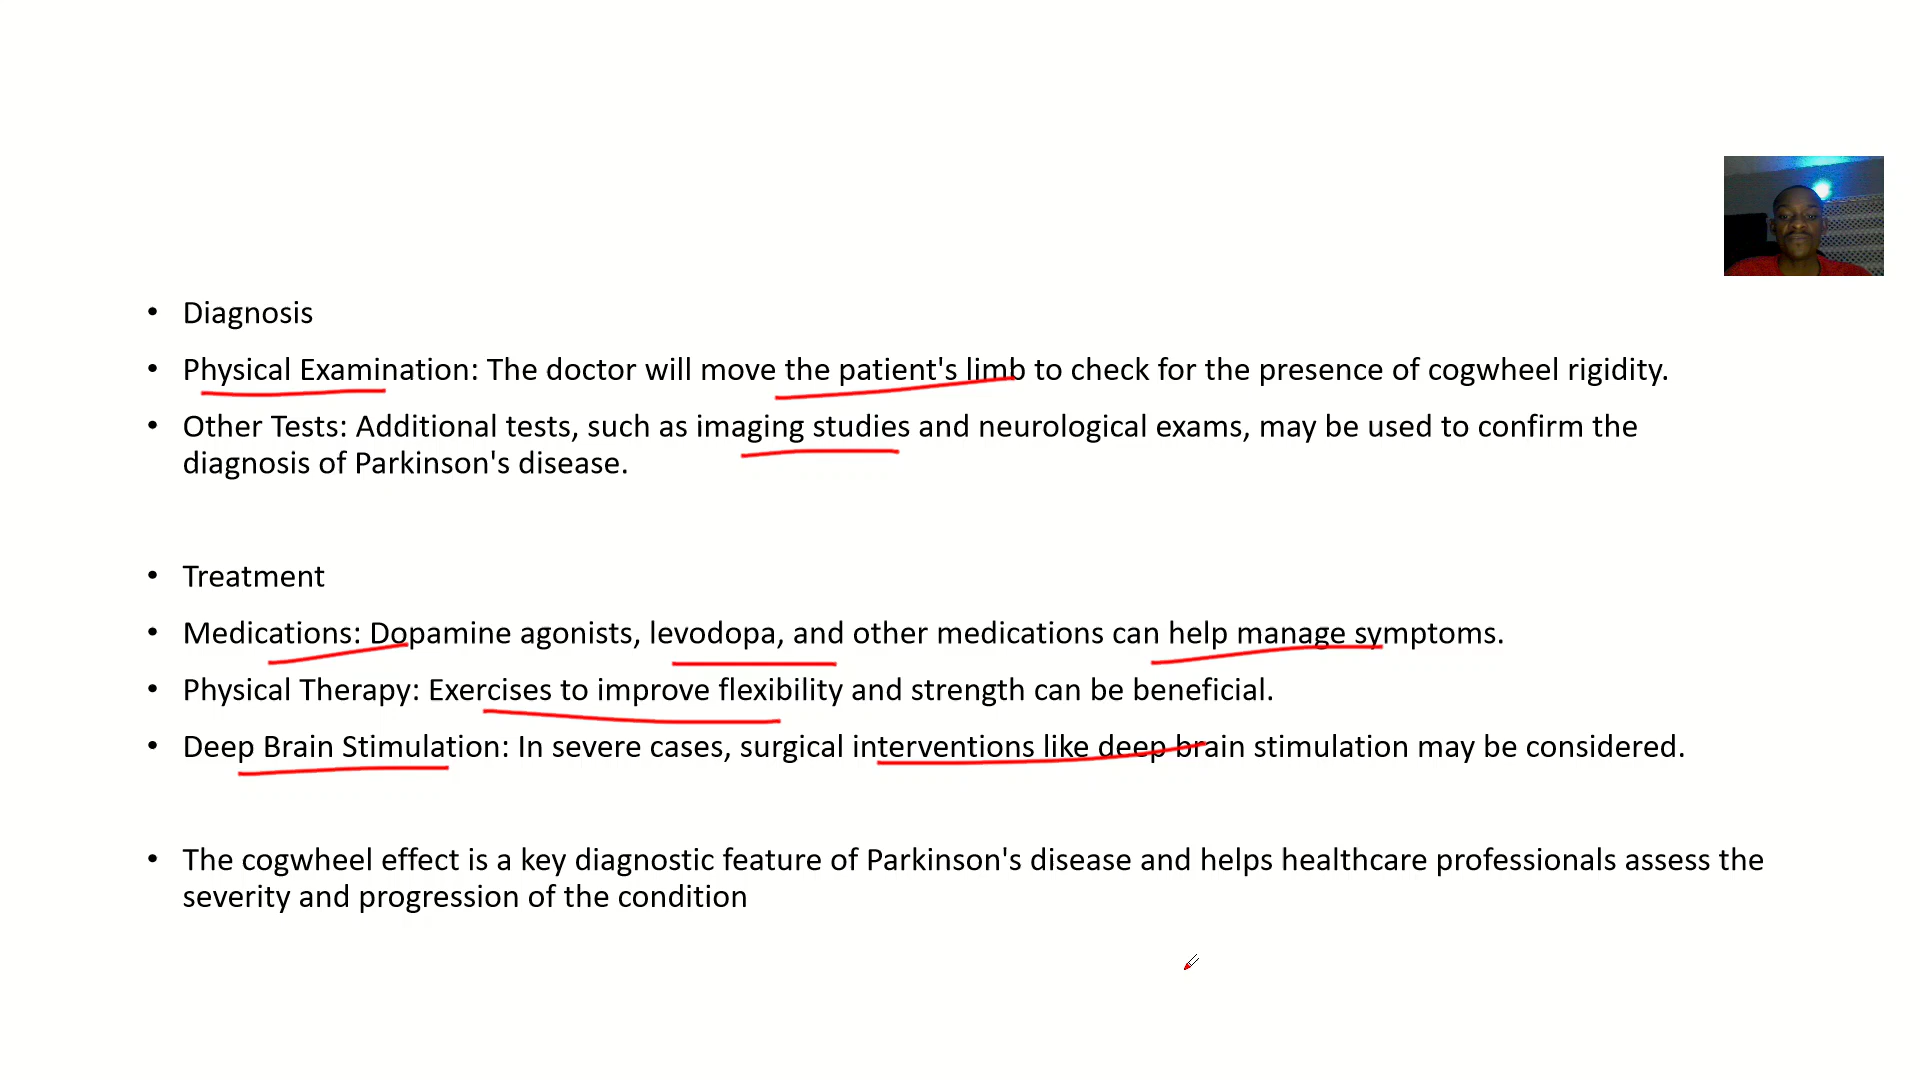 • Diagnosis
• Physical Examination: The doctor will move the patient's limb to check for the presence of cogwheel rigidity.
• Other Tests: Additional tests, such as imaging studies and neurological exams, may be used to confirm the
diagnosis of Parkinson's disease.
• Treatment
• Medications: Dopamine agonists, levodopa, and other medications can help manage symptoms.
• Physical Therapy: Exercises to improve flexibility and strength can be beneficial.
• Deep Brain Stimulation: In severe cases, surgical interventions like deep brain stimulation may be considered.
• The cogwheel effect is a key diagnostic feature of Parkinson's disease and helps healthcare professionals assess the
severity and progression of the condition